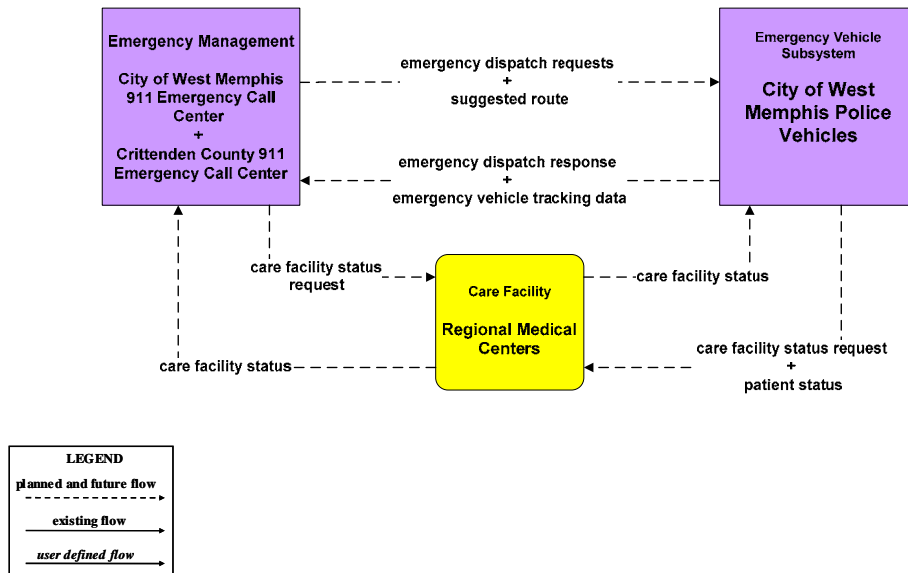 Emergency Management
City of West Memphis
911 Emergency Call
Center
+
Crittenden County 911
Emergency Call Center
emergency dispatch requests
+
suggested route
emergency dispatch response
+
emergency vehicle tracking data
Emergency Vehicle
Subsystem
City of West
Memphis Police
Vehicles
care facility status
request
Care Facility
Regional Medical
Centers
care facility status
care facility status
care facility status request
+
patient status
LEGEND
planned and future flow
existing flow
user defined flow